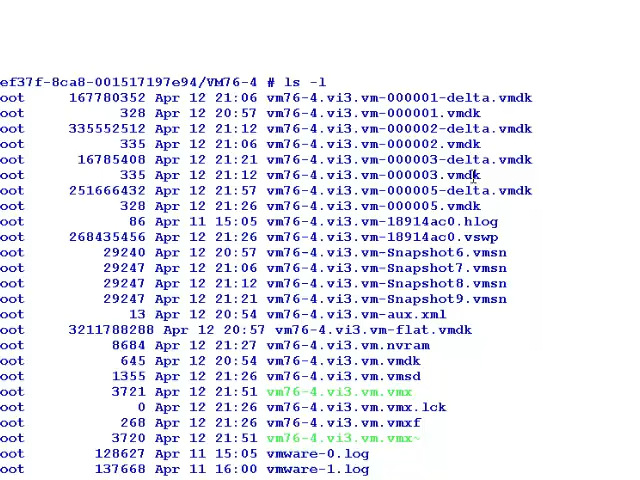 ef37f-8ca8-001517197e94/VM76-4 # ls -l
oot 167780352 Apr 12 21:06 vm76-4.vi3.vm-000001-delta.vmdk
oot 328 Apr 12 20:57 vm76-4.vi3.vm-000001.vmdk
oot 335552512 Apr 12 21:12 vm76-4.vi3.vm-000002-delta.vmdk
oot 335 Apr 12 21:06 vm76-4.vi3.vm-000002.vmdk
oot 16785408 Apr 12 21:21 vm76-4.vi3.vm-000003-delta.vmdk
oot 335 Apr 12 21:12 vm76-4.vi3.vm-000003.vmdk
oot 251666432 Apr 12 21:57 vm76-4.vi3.vm-000005-delta.vmdk
oot 328 Apr 12 21:26 vm76-4.vi3.vm-000005.vmdk
oot 86 Apr 11 15:05 vm76-4.vi3.vm-18914ac0.hlog
oot 268435456 Apr 12 21:26 vm76-4.vi3.vm-18914ac0.vswp
oot 29240 Apr 12 20:57 vm76-4.vi3.vm-Snapshot6.vmsn
oot 29247 Apr 12 21:06 vm76-4.vi3.vm-Snapshot7.vmsn
oot 29247 Apr 12 21:12 vm76-4.vi3.vm-Snapshot8.vmsn
oot 29247 Apr 12 21:21 vm76-4.vi3.vm-Snapshot9.vmsn
oot 13 Apr 12 20:54 vm76-4.vi3.vm-aux.xml
oot 3211788288 Apr 12 20:57 vm76-4.vi3.vm-flat.vmdk
oot 8684 Apr 12 21:27 vm76-4.vi3.vm.nvram
oot 645 Apr 12 20:54 vm76-4.vi3.vm.vmdk
oot 1355 Apr 12 21:26 vm76-4.vi3.vm.vmsd
oot 3721 Apr 12 21:51 vm76-4.vi3.vm.vmx
oot 0 Apr 12 21:26 vm76-4.vi3.vm.vmx.lck
oot 268 Apr 12 21:26 vm76-4.vi3.vm.vmxf
oot 3720 Apr 12 21:51 vm76-4.vi3.vm.vmx~
oot 128627 Apr 11 15:05 vmware-0.log
oot 137668 Apr 11 16:00 vmware-1.log